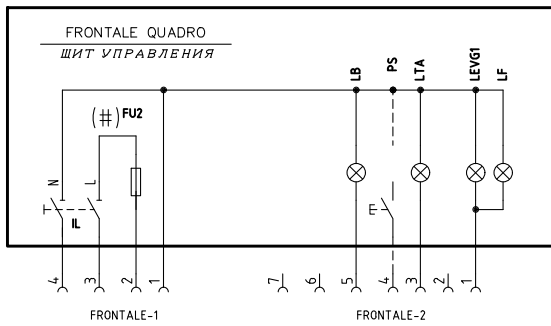 FRONTALE QUADRO
ЩИТ УПРАВЛЕНИЯ
LB
PS
LTA
LEVG1
LF
(#) FU2
N
L
IL
4
3
2
1
7
6
5
4
3
2
1
FRONTALE-1
FRONTALE-2